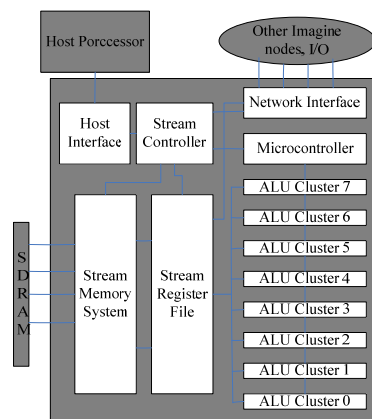 Host Porccessor
Other Imagine
nodes, I/O
Host
Interface
Stream
Controller
Network Interface
Microcontroller
ALU Cluster 7
ALU Cluster 6
ALU Cluster 5
ALU Cluster 4
ALU Cluster 3
ALU Cluster 2
ALU Cluster 1
ALU Cluster 0
SDRAM
Stream
Memory
System
Stream
Register
File